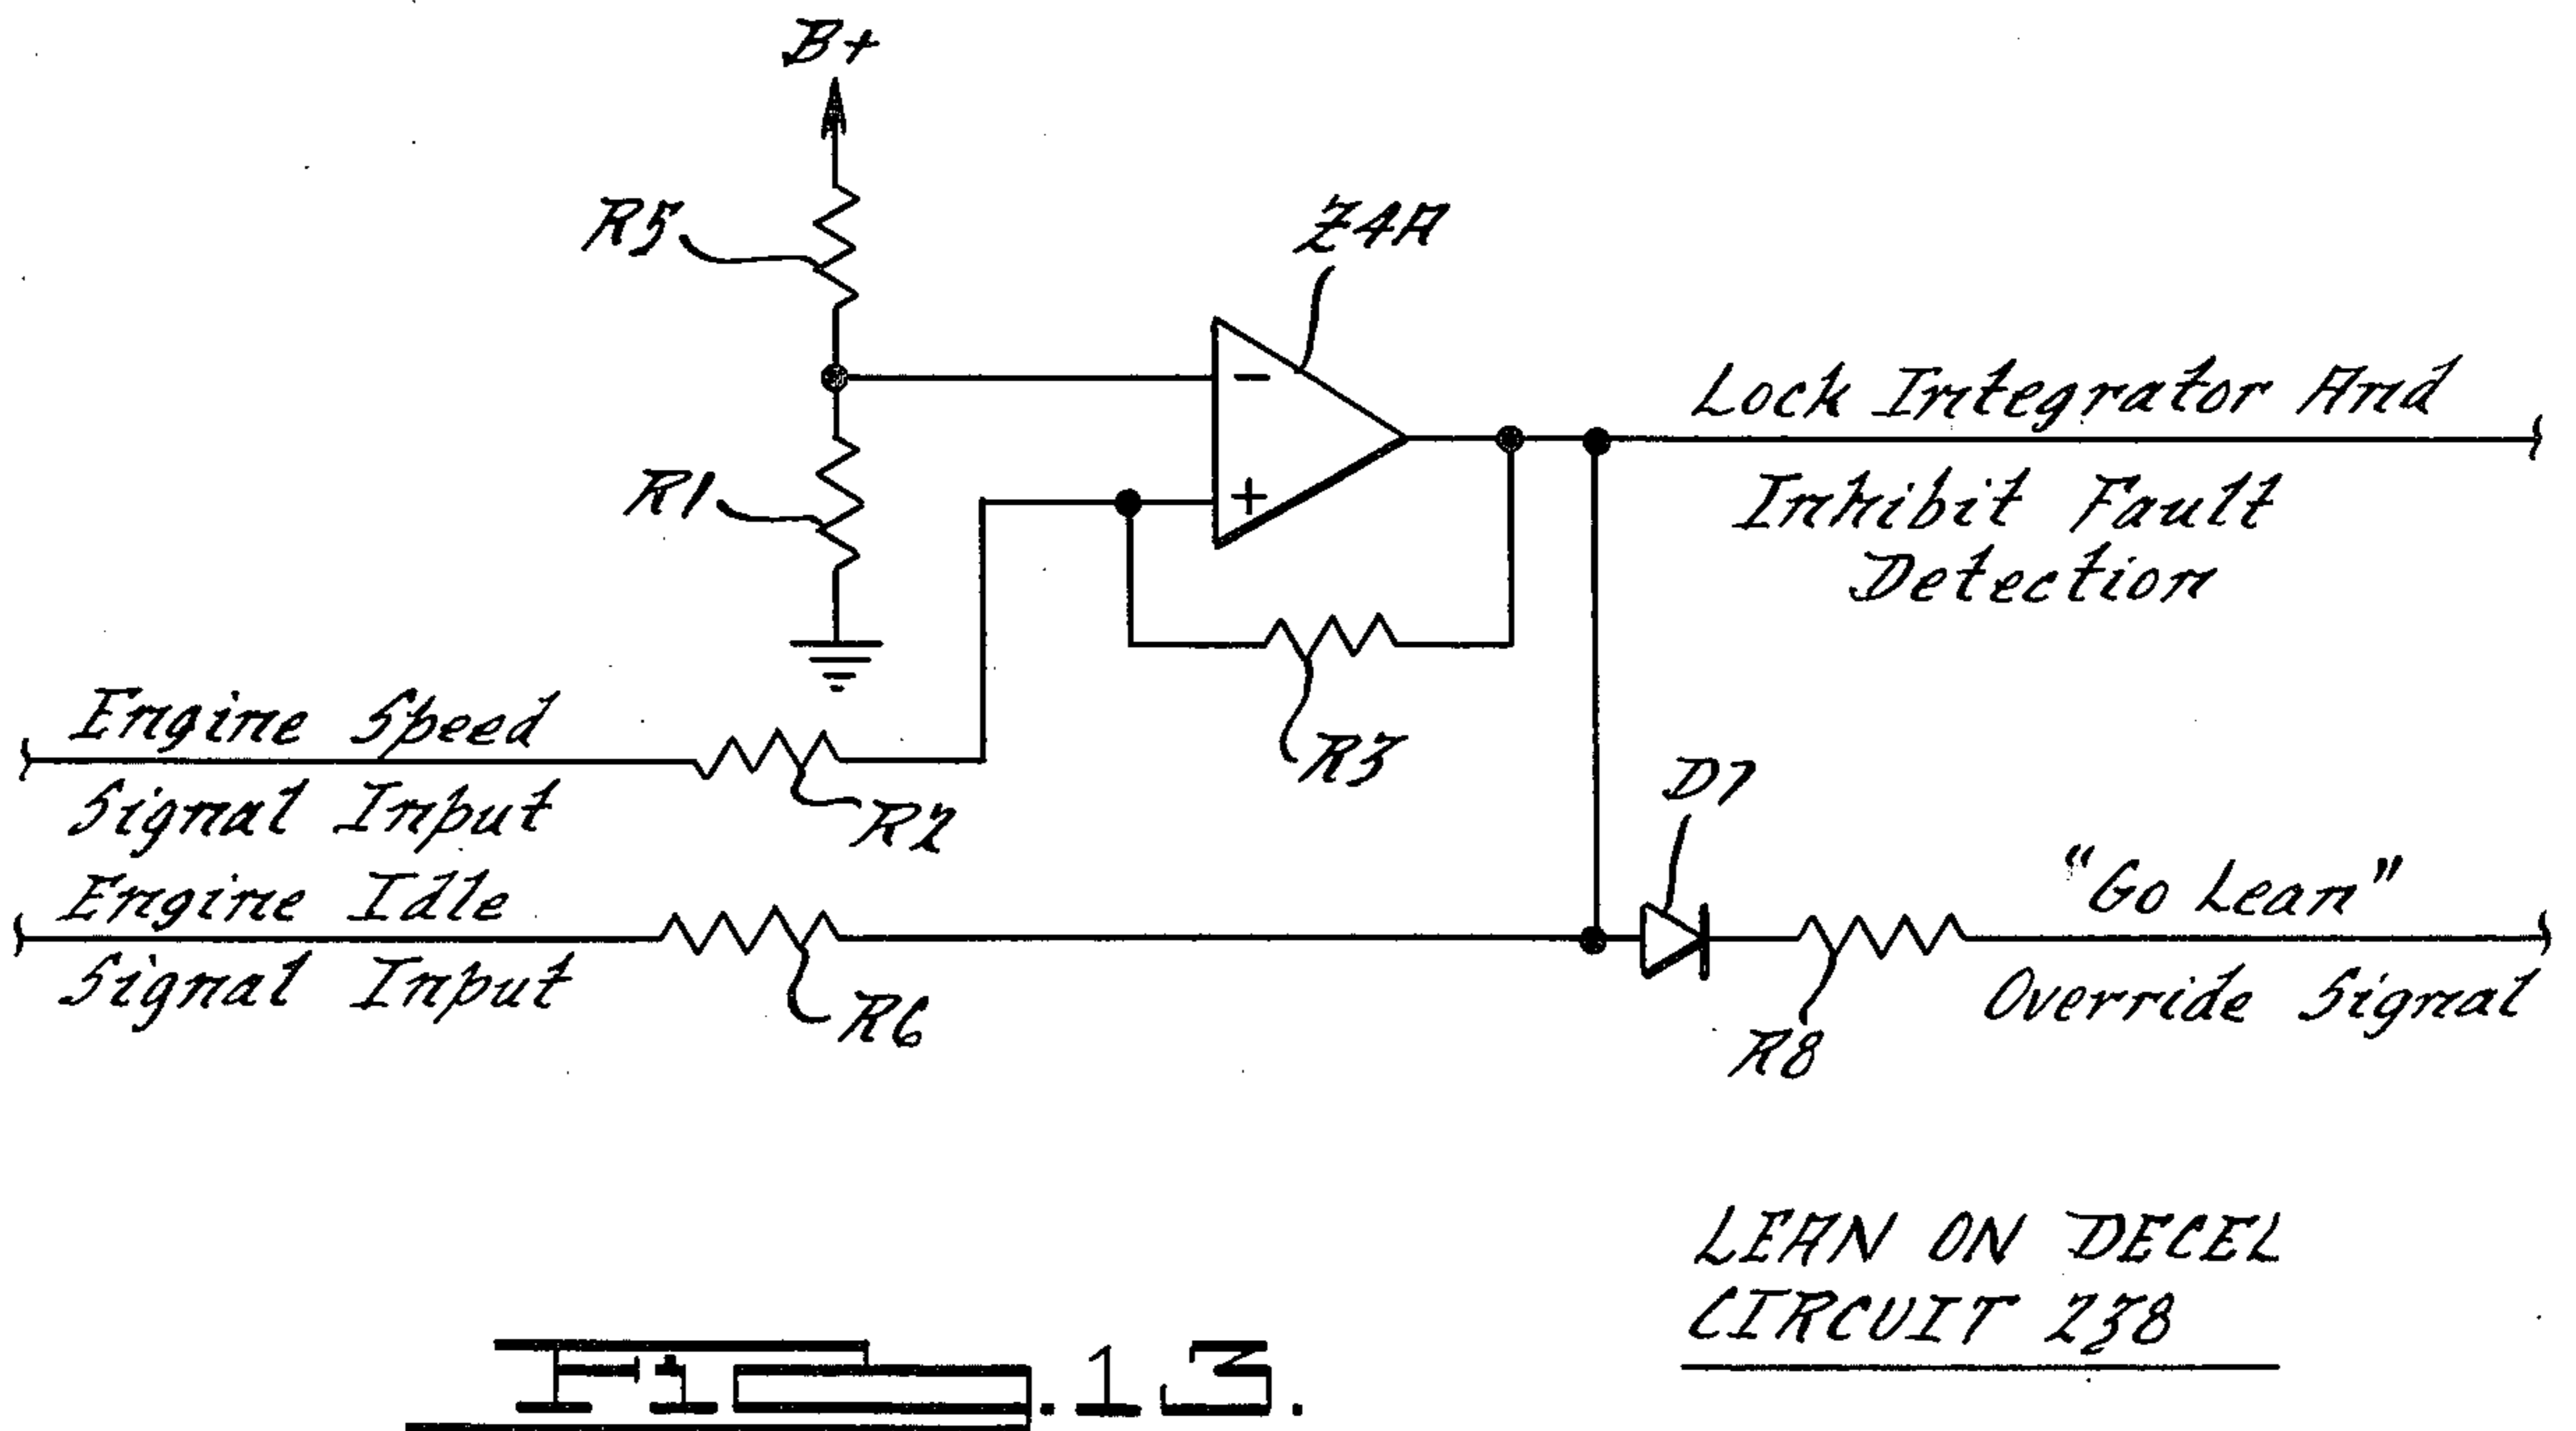 B+
R5
Z4A
R1
-
+
Lock Integrator And
Inhibit Fault
Detection
R3
Engine Speed
Signal Input
R2
D7
Engine Idle
Signal Input
R6
"Go Lean"
Override Signal
R8
LEAN ON DECEL
CIRCUIT 238
Fig.13.